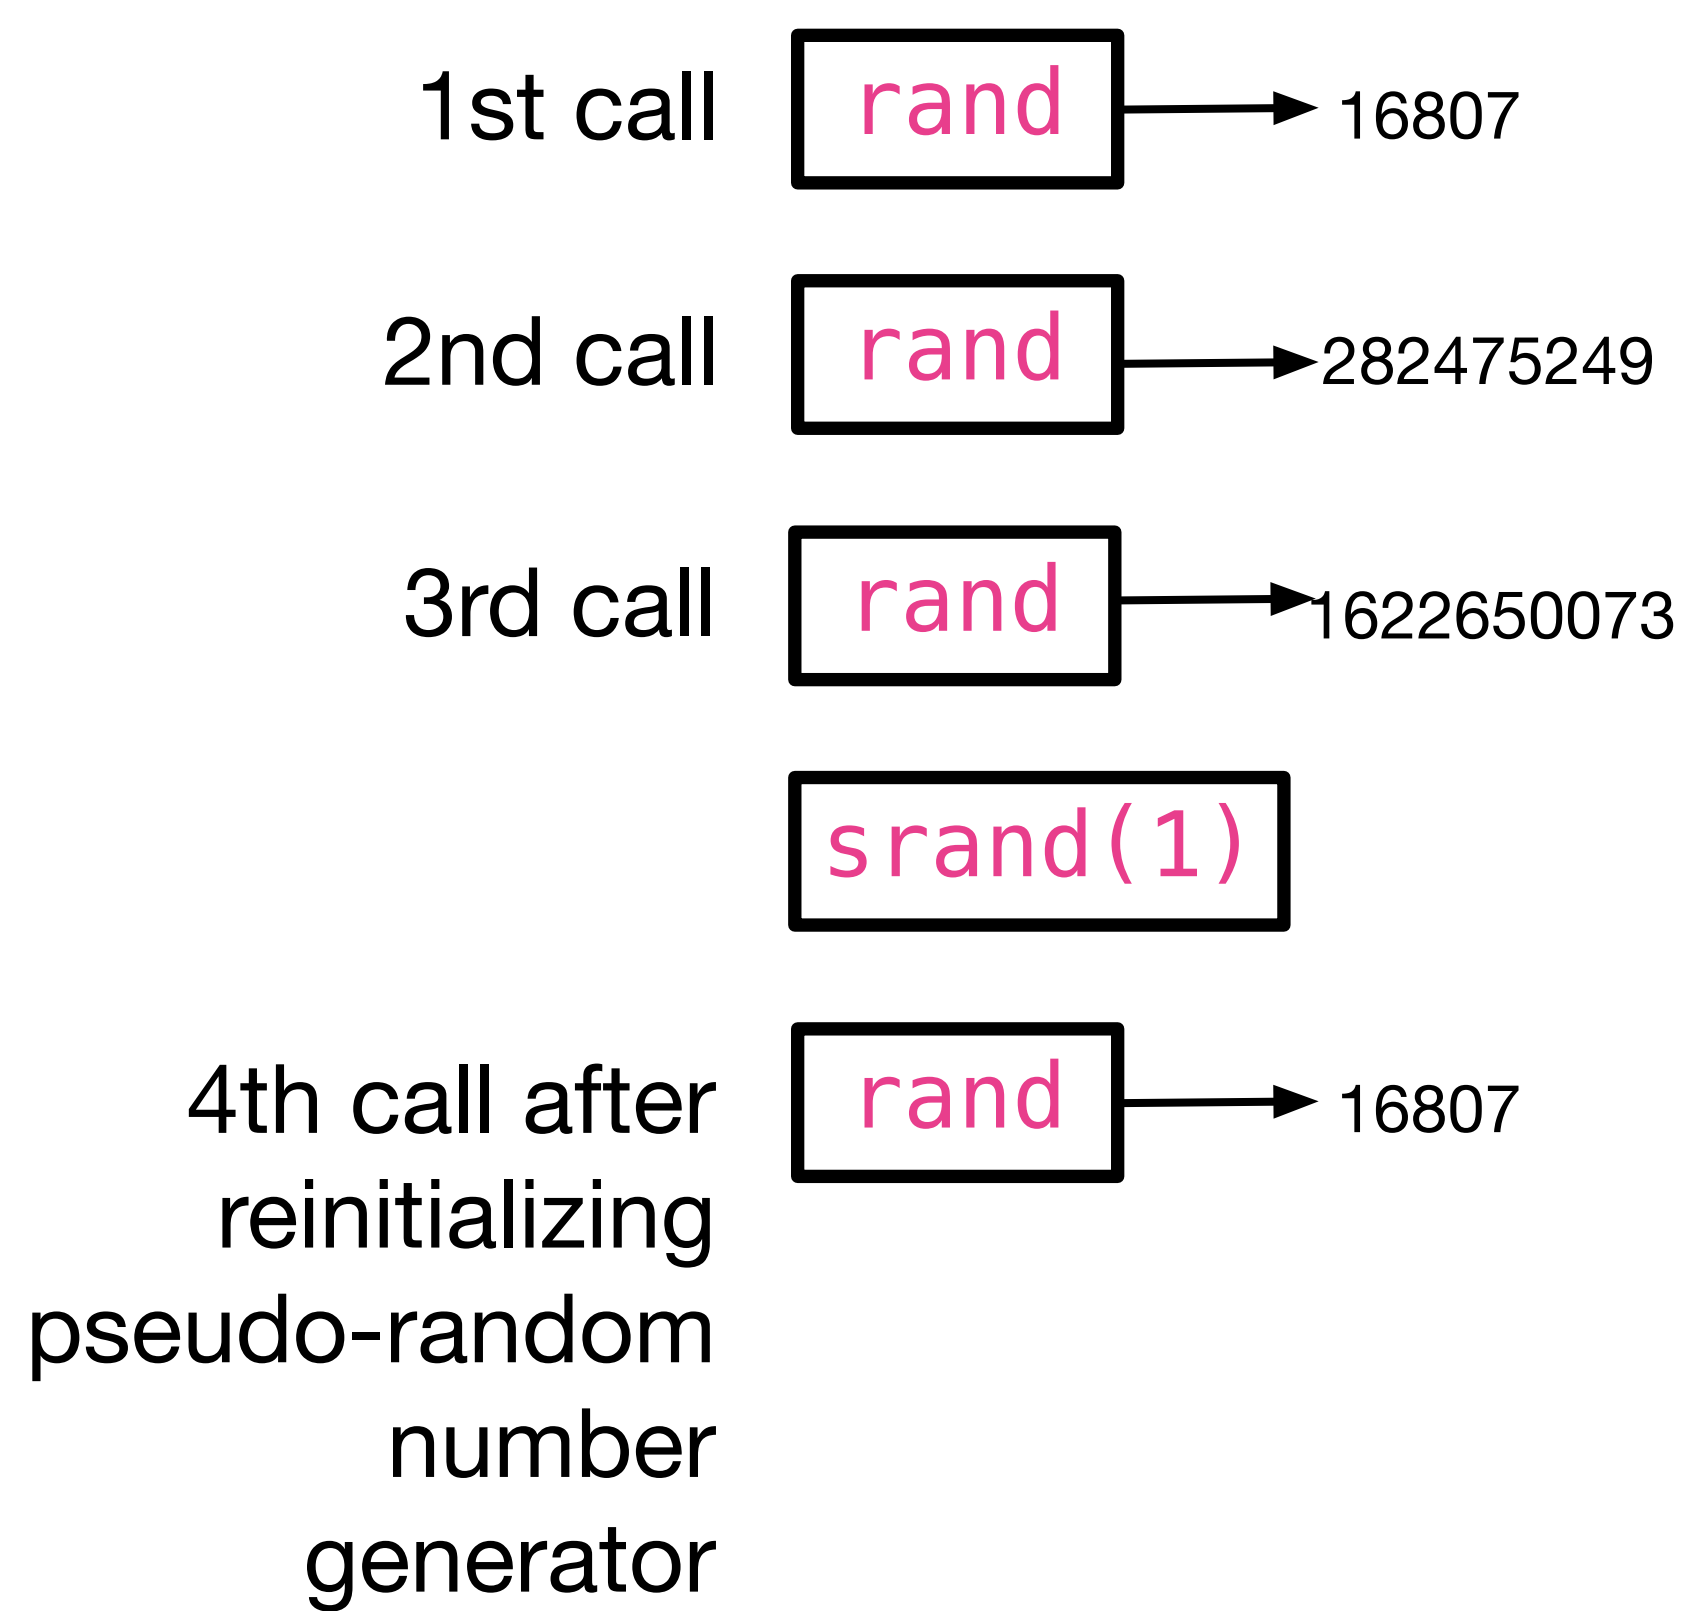 1st call rand 16807
2nd call rand 282475249
3rd call rand 1622650073
srand(1)
4th call after rand 16807
reinitializing
pseudo-random
number
generator